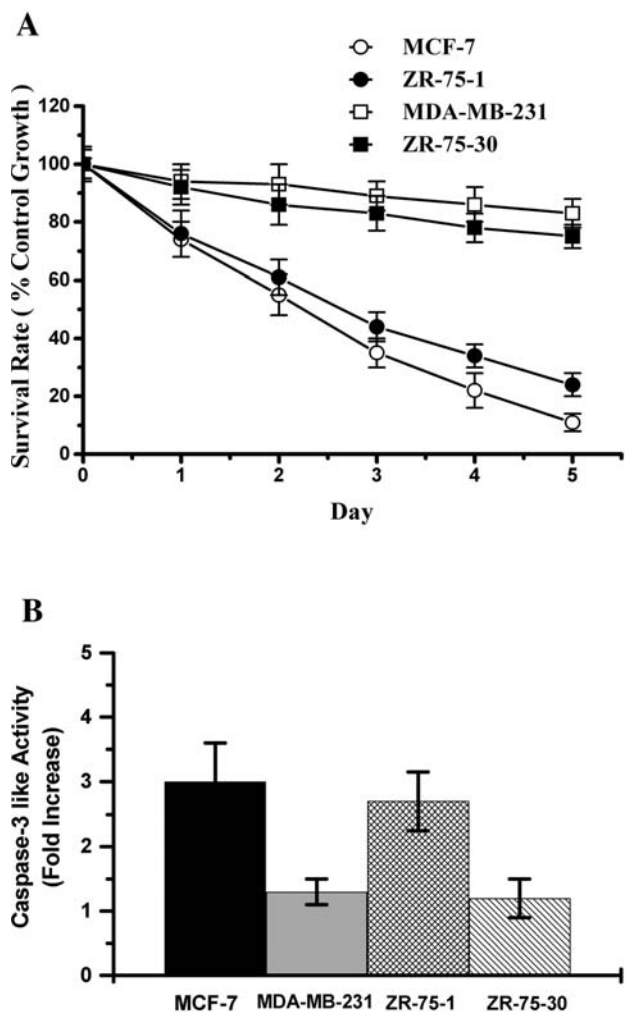 A
MCF-7
ZR-75-1
MDA-MB-231
ZR-75-30
Survival Rate ( % Control Growth )
120
100
80
60
40
20
0
0 1 2 3 4 5
Day
B
Caspase-3 like Activity
(Fold Increase)
5
4
3
2
1
0
MCF-7 MDA-MB-231 ZR-75-1 ZR-75-30